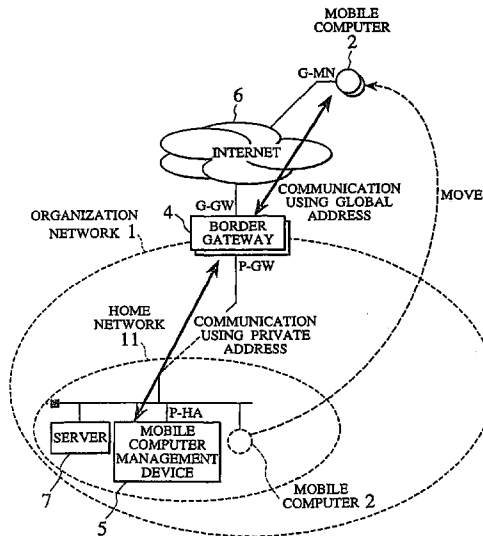 MOBILE
COMPUTER
2
G-MN
6
INTERNET
COMMUNICATION
USING GLOBAL
ADDRESS
MOVE
G-GW
4
BORDER
GATEWAY
ORGANIZATION
NETWORK 1
P-GW
HOME
NETWORK
11
COMMUNICATION
USING PRIVATE
ADDRESS
P-HA
SERVER
MOBILE
COMPUTER
MANAGEMENT
DEVICE
7
5
MOBILE
COMPUTER 2